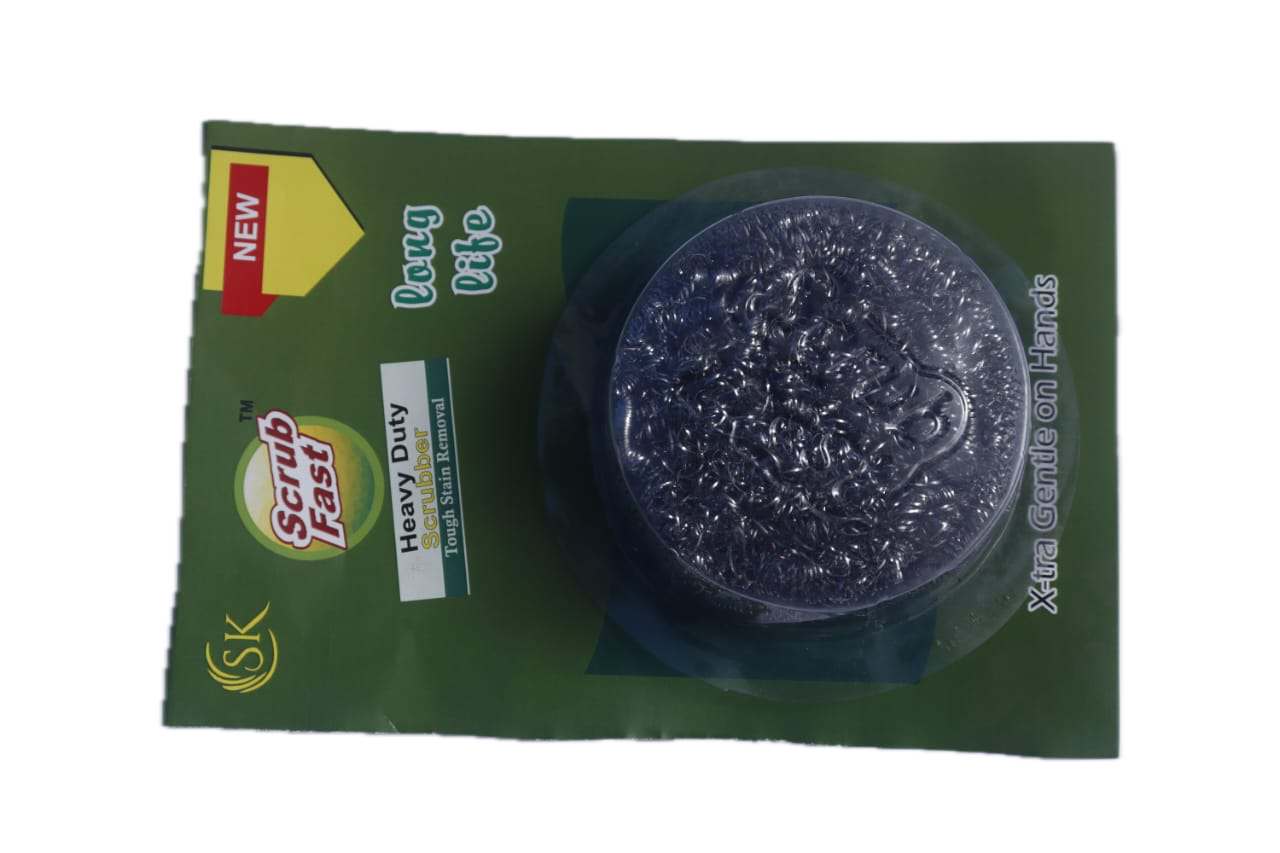 SK
Scrub
Fast
TM
NEW
Heavy Duty
Scrubber
Tough Stain Removal
long
life
X-tra Gentle on Hands